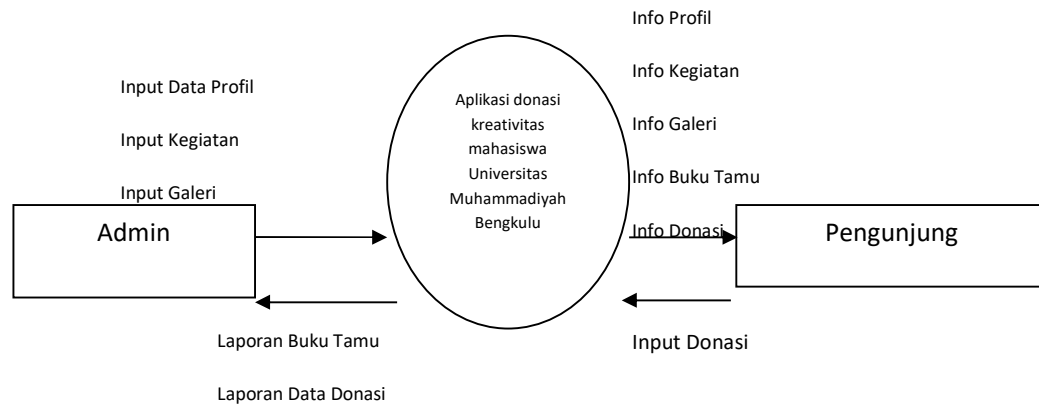 Input Data Profil
Input Kegiatan
Input Galeri
Admin
Laporan Buku Tamu
Laporan Data Donasi
Aplikasi donasi
kreativitas
mahasiswa
Universitas
Muhammadiyah
Bengkulu
Info Profil
Info Kegiatan
Info Galeri
Info Buku Tamu
Info Donasi
Input Donasi
Pengunjung